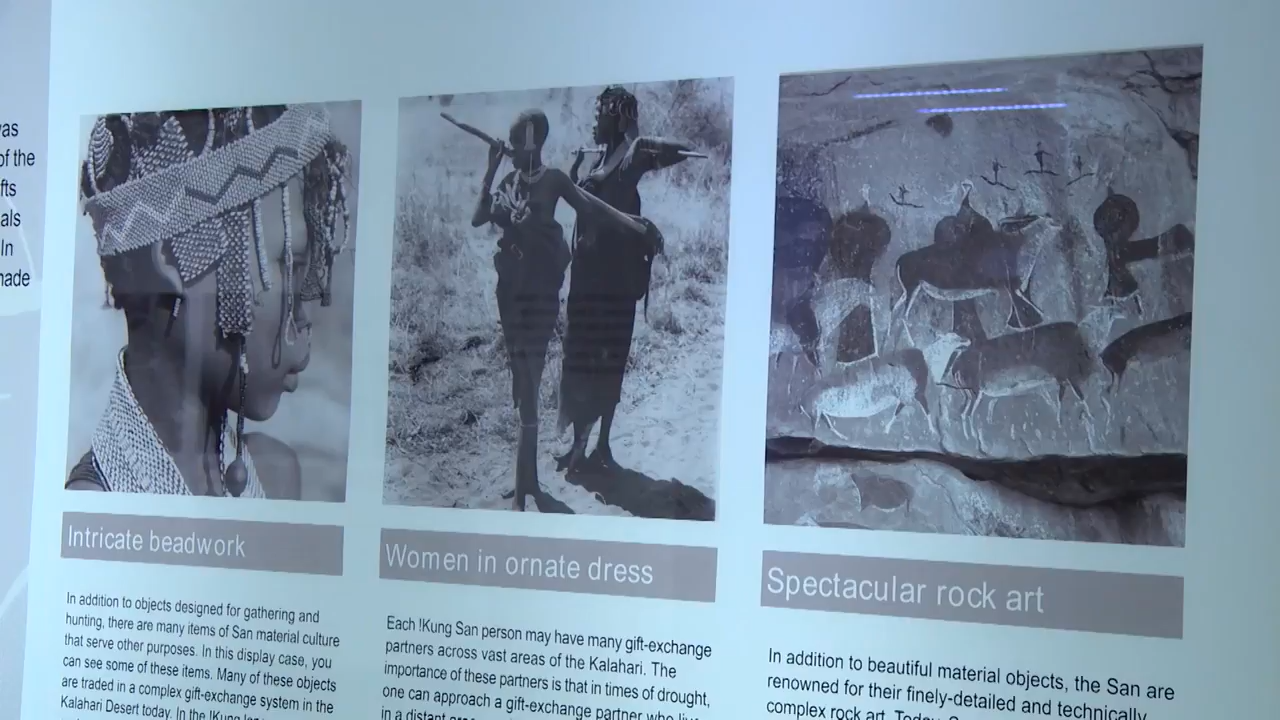 as
of the
fts
als
In
nade
Intricate beadwork
In addition to objects designed for gathering and
hunting, there are many items of San material culture
that serve other purposes. In this display case, you
can see some of these items. Many of these objects
are traded in a complex gift-exchange system in the
Kalahari Desert today. In the !Kung
Women in ornate dress
Each !Kung San person may have many gift-exchange
partners across vast areas of the Kalahari. The
importance of these partners is that in times of drought,
one can approach a gift-exchange partner who
in a distant
Spectacular rock art
In addition to beautiful material objects, the San are
renowned for their finely-detailed and technically
complex rock art.